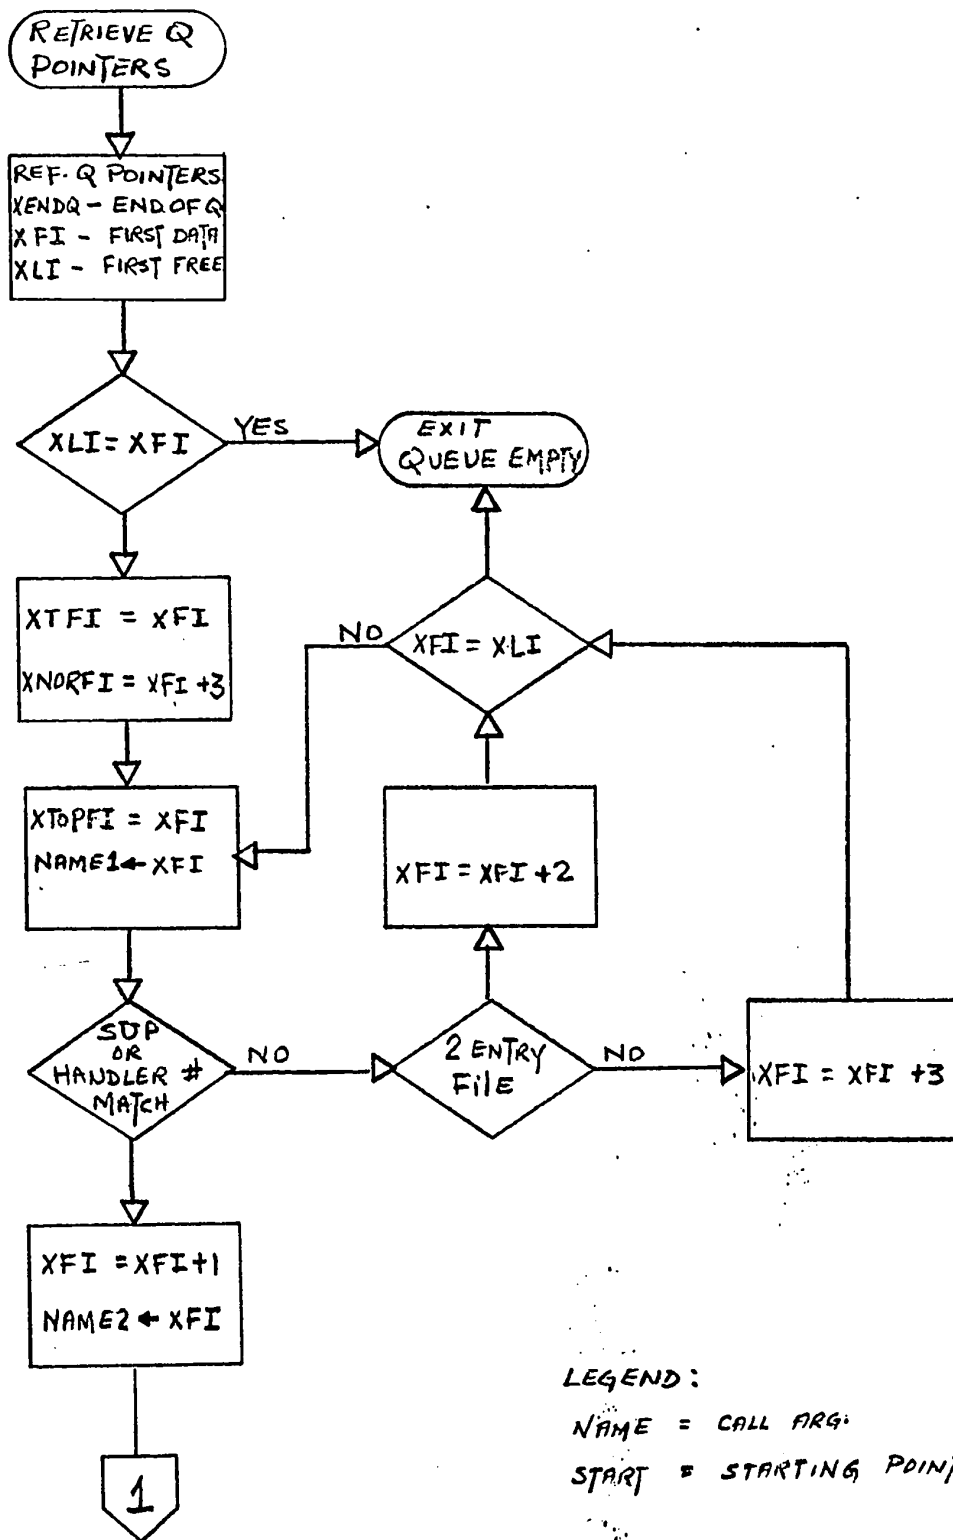 RETRIEVE Q
POINTERS
REF. Q POINTERS
XENDQ - END OF Q
XFI - FIRST DATA
XLI - FIRST FREE
XLI = XFI
YES
EXIT
QUEUE EMPTY
XTFI = XFI
XNORFI = XFI +3
NO
XFI = XLI
XTOPFI = XFI
NAME1 ← XFI
XFI = XFI +2
SUP
OR
HANDLER #
MATCH
NO
2 ENTRY
FILE
NO
XFI = XFI +3
XFI = XFI+1
NAME2 ← XFI
1
LEGEND:
NAME = CALL ARG.
START = STARTING POINT